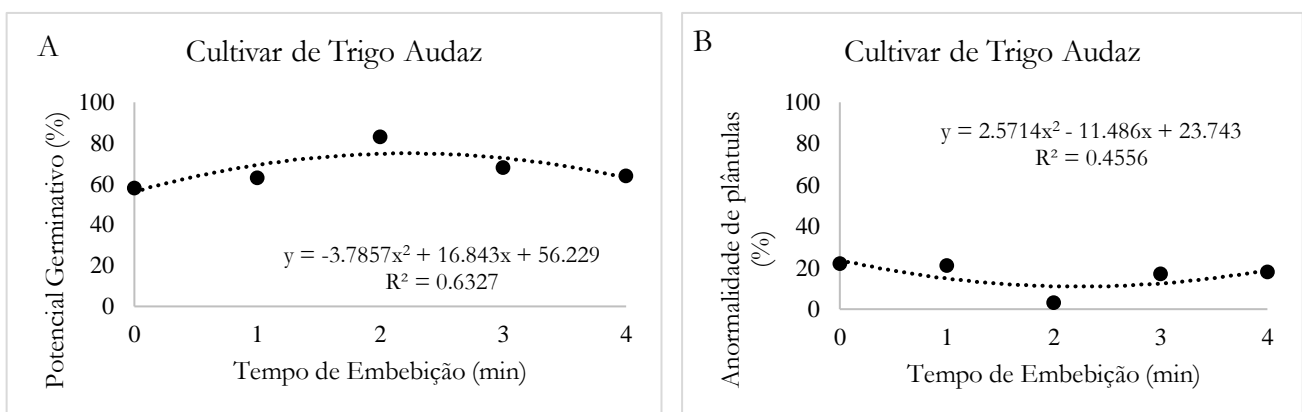 A
Cultivar de Trigo Audaz
Potencial Germinativo (%)
100
80
60
40
20
0
y = -3.7857x² + 16.843x + 56.229
R² = 0.6327
0 1 2 3 4
Tempo de Embebição (min)
B
Cultivar de Trigo Audaz
Anormalidade de plântulas
(%)
100
80
60
40
20
0
y = 2.5714x² - 11.486x + 23.743
R² = 0.4556
0 1 2 3 4
Tempo de Embebição (min)